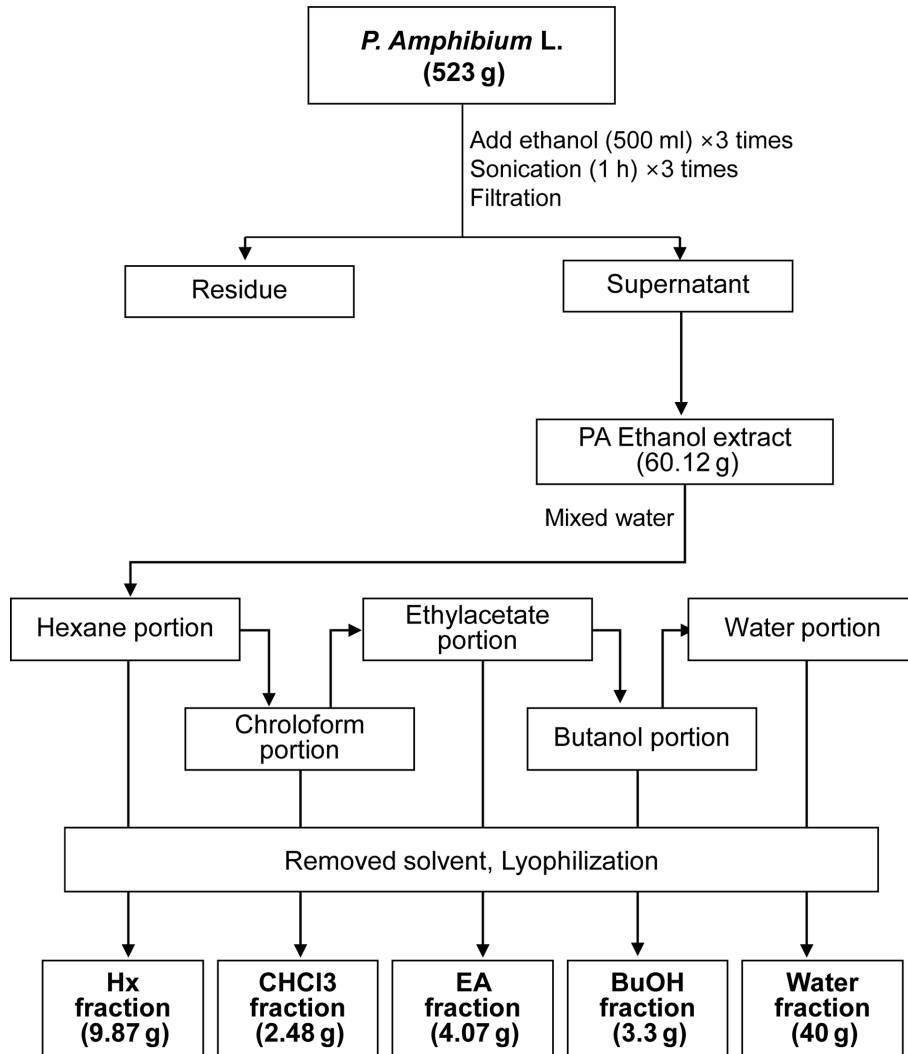 P. Amphibium L.
(523 g)
Add ethanol (500 ml) ×3 times
Sonication (1 h) ×3 times
Filtration
Residue
Supernatant
PA Ethanol extract
(60.12 g)
Mixed water
Hexane portion
Ethylacetate
portion
Water portion
Chroloform
portion
Butanol portion
Removed solvent, Lyophilization
Hx
fraction
(9.87 g)
CHCl3
fraction
(2.48 g)
EA
fraction
(4.07 g)
BuOH
fraction
(3.3 g)
Water
fraction
(40 g)